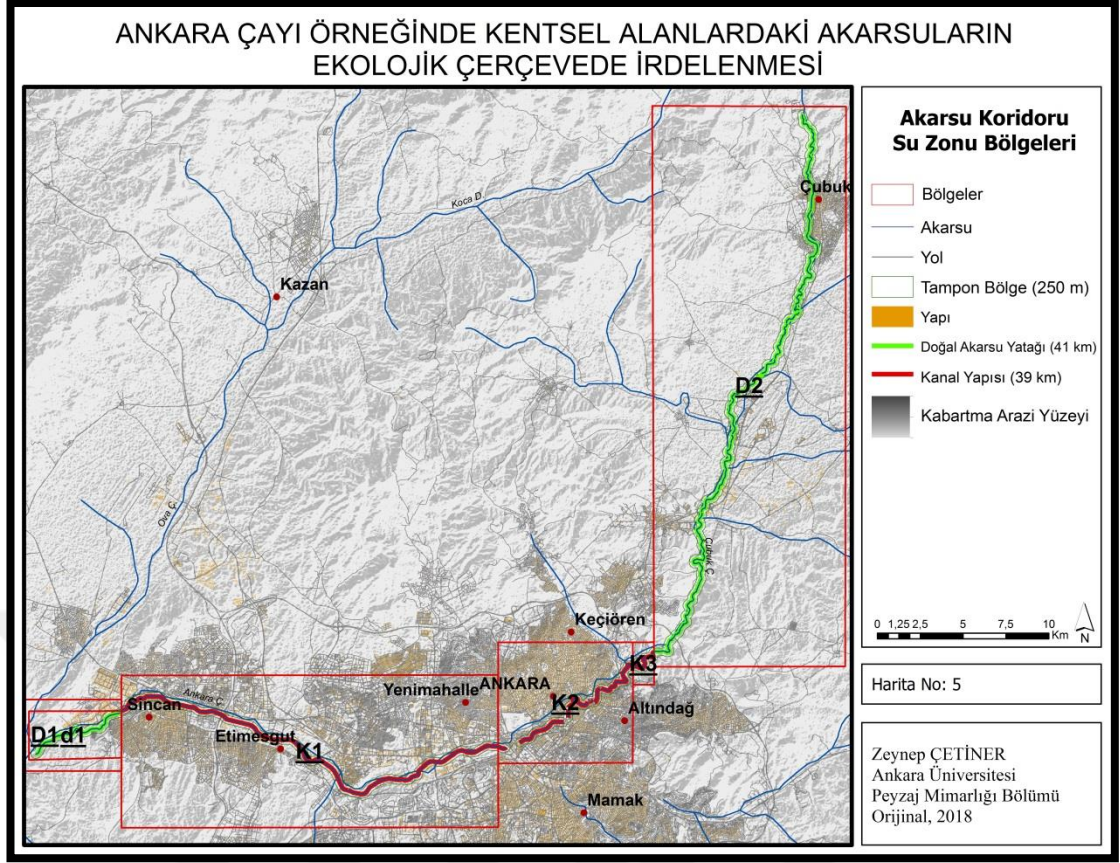 ANKARA ÇAYI ÖRNEĞİNDE KENTSEL ALANLARDAKİ AKARSULARIN
EKOLOJİK ÇERÇEVEDE İRDELENMESİ
Çubuk
Koca D.
Kazan
D2
Ova Ç.
Çubuk Ç.
Keçiören
K3
Yenimahalle
ANKARA
K2
Altındağ
Ankara Ç.
Sincan
D1d1
Etimesgut
K1
Mamak
Akarsu Koridoru
Su Zonu Bölgeleri
Bölgeler
Akarsu
Yol
Tampon Bölge (250 m)
Yapı
Doğal Akarsu Yatağı (41 km)
Kanal Yapısı (39 km)
Kabartma Arazi Yüzeyi
0 1,25 2,5 5 7,5 10
Km
N
Harita No: 5
Zeynep ÇETİNER
Ankara Üniversitesi
Peyzaj Mimarlığı Bölümü
Orijinal, 2018